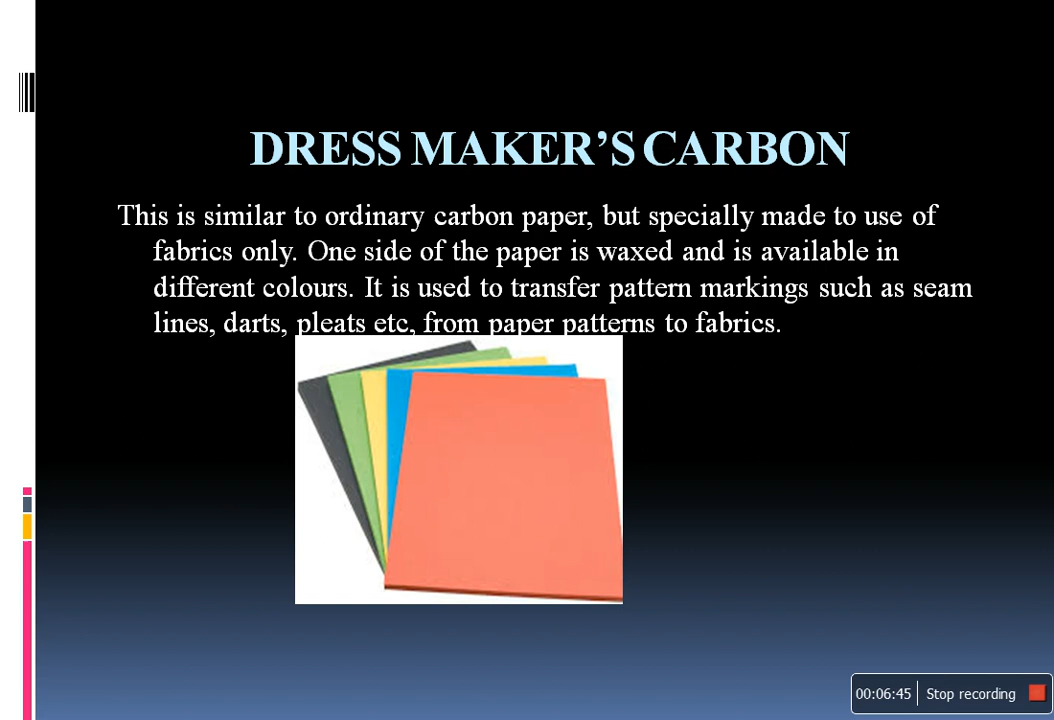 DRESS MAKER’S CARBON
This is similar to ordinary carbon paper, but specially made to use of
fabrics only. One side of the paper is waxed and is available in
different colours. It is used to transfer pattern markings such as seam
lines, darts, pleats etc, from paper patterns to fabrics.
00:06:45 Stop recording